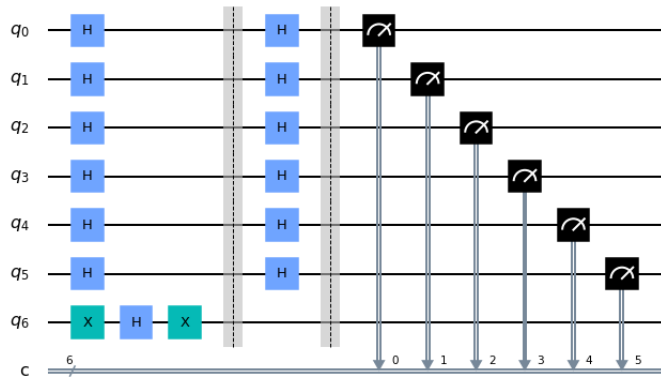 q0 H H
q1 H H
q2 H H
q3 H H
q4 H H
q5 H H
q6 X H X
6 0 1 2 3 4 5
c